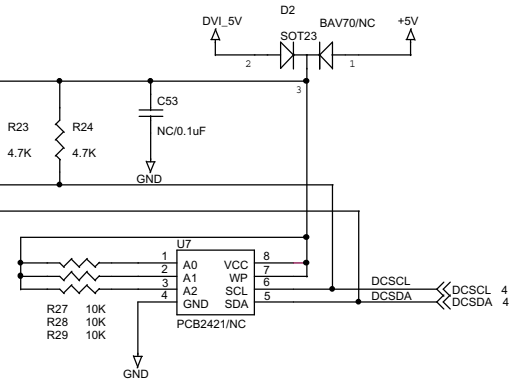 D2
DVI_5V
BAV70/NC
+5V
SOT23
2
1
3
C53
R23
R24
NC/0.1uF
4.7K
4.7K
GND
U7
1
A0
VCC
8
2
A1
WP
7
3
A2
SCL
6
4
GND
SDA
5
DCSCL
DCSCL 4
DCSDA
DCSDA 4
R27 10K
R28 10K
R29 10K
PCB2421/NC
GND